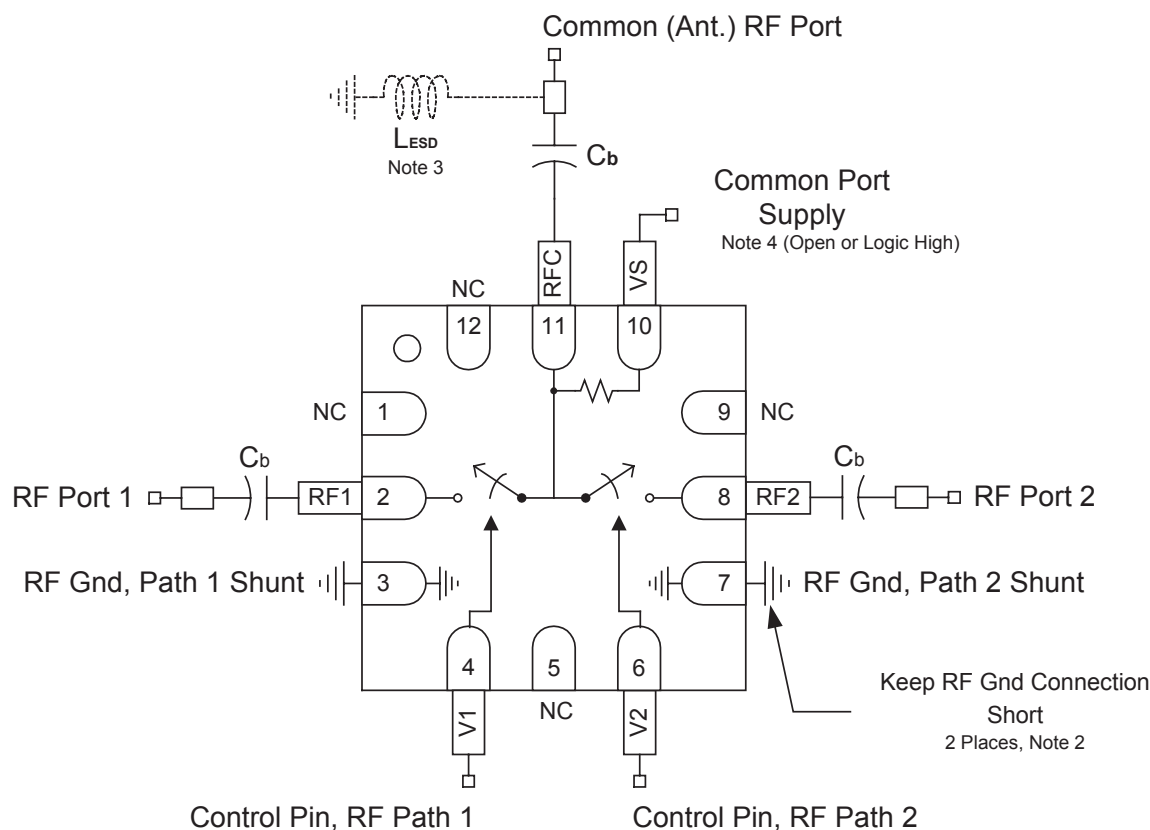 Common (Ant.) RF Port
LESD
Note 3
Cb
Common Port
Supply
Note 4 (Open or Logic High)
RFC
VS
NC
12
11
10
NC
1
9
NC
Cb
Cb
RF Port 1
RF1
2
8
RF2
RF Port 2
RF Gnd, Path 1 Shunt
3
7
RF Gnd, Path 2 Shunt
4
5
6
NC
V1
V2
Keep RF Gnd Connection
Short
2 Places, Note 2
Control Pin, RF Path 1
Control Pin, RF Path 2